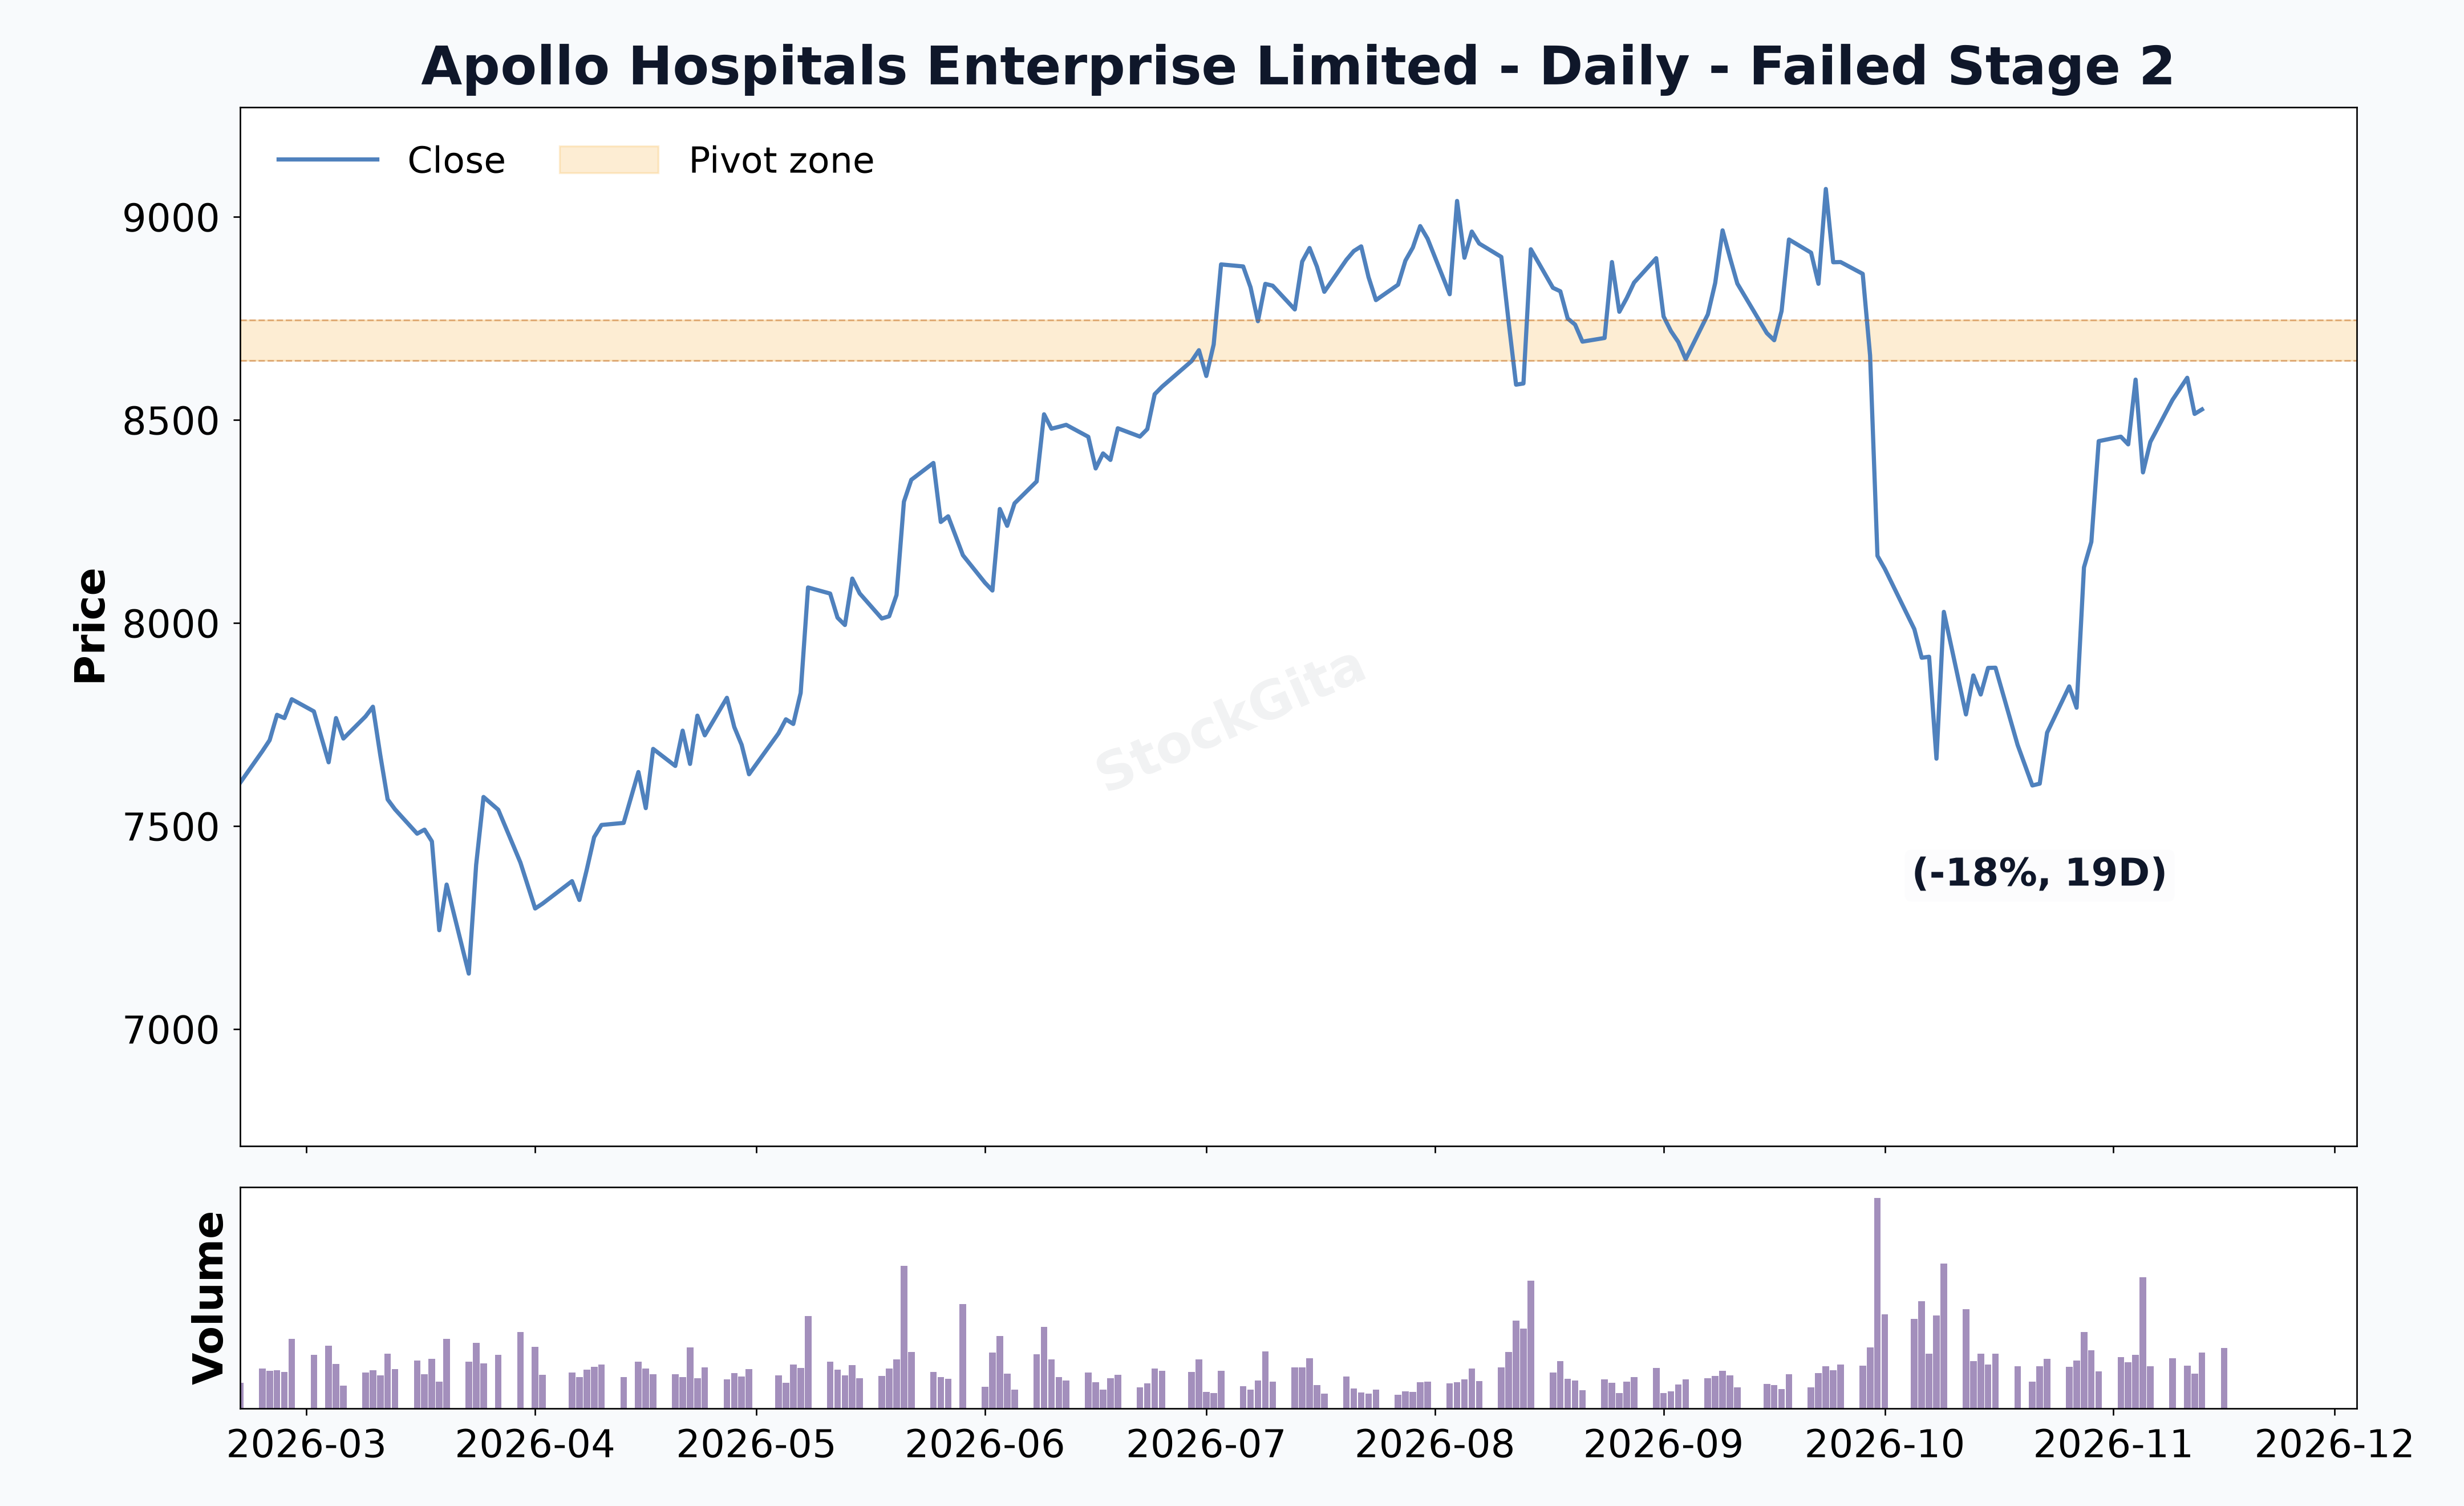 Apollo Hospitals Enterprise Limited - Daily - Failed Stage 2
Close
Pivot zone
Price
9000
8500
8000
7500
7000
StockGita
(-18%, 19D)
Volume
2026-03
2026-04
2026-05
2026-06
2026-07
2026-08
2026-09
2026-10
2026-11
2026-12